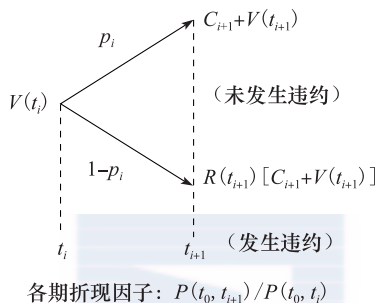 C_{i+1}+V(t_{i+1})
p_i
V(t_i)
（未发生违约）
1-p_i
R(t_{i+1}) [C_{i+1}+V(t_{i+1})]
t_i
t_{i+1}
（发生违约）
各期折现因子：P(t_0, t_{i+1})/P(t_0, t_i)